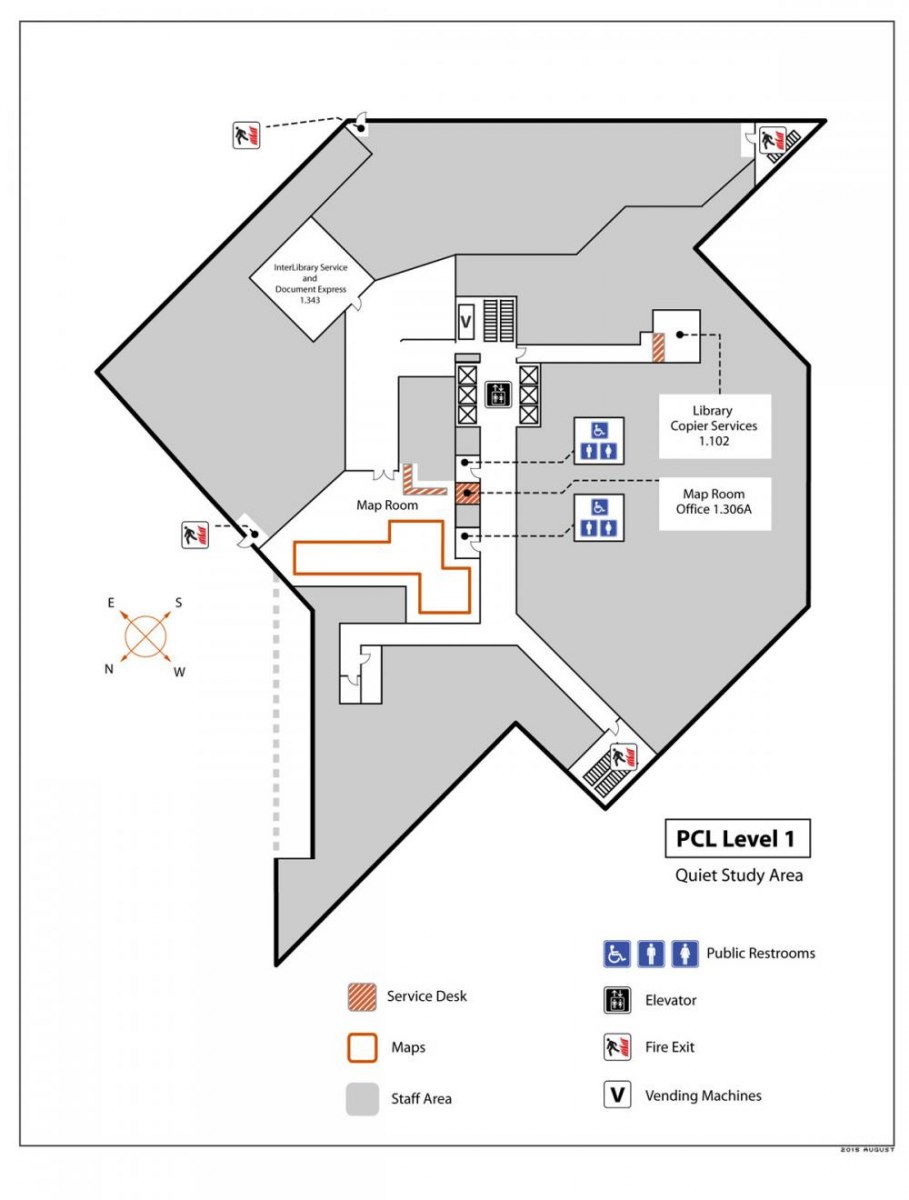 InterLibrary Service
and
Document Express
1.343
V
Library
Copier Services
1.102
Map Room
Map Room
Office 1.306A
E
S
N
W
PCL Level 1
Quiet Study Area
Public Restrooms
Service Desk
Elevator
Maps
Fire Exit
Staff Area
V
Vending Machines
2015 AUGUST